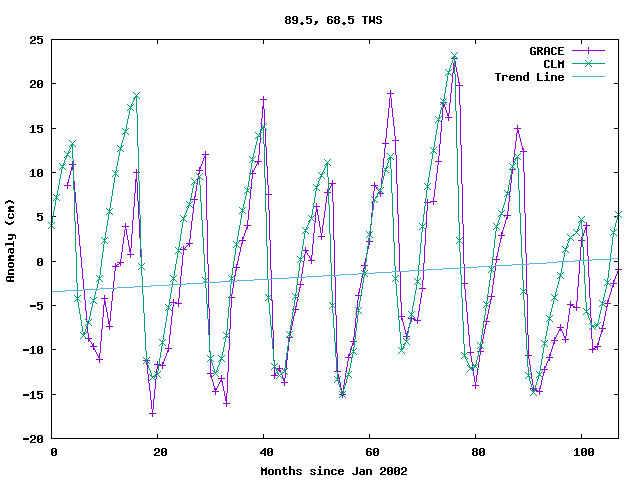 89.5, 68.5 TWS
GRACE
CLM
Trend Line
25
20
15
10
5
0
-5
-10
-15
-20
Anomaly (cm)
0 20 40 60 80 100
Months since Jan 2002